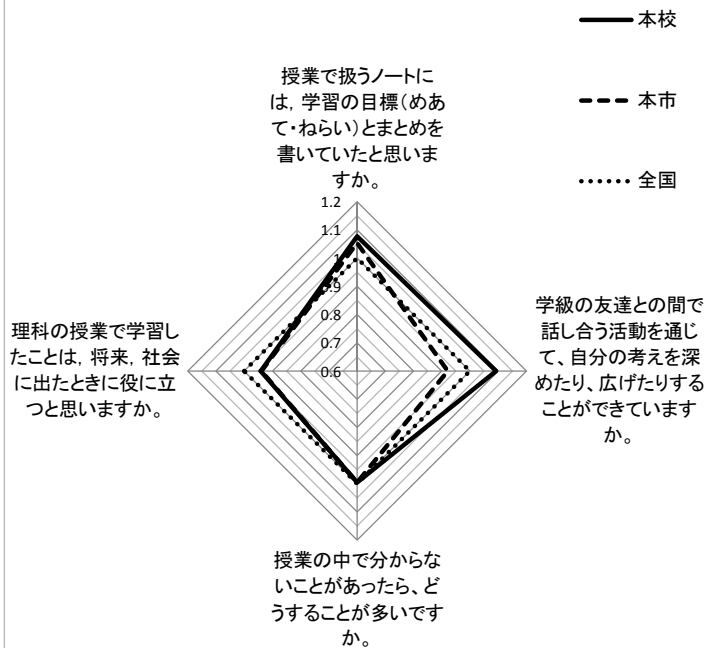 本校
本市
全国
授業で扱うノートに
は，学習の目標（めあ
て・ねらい）とまとめを
書いていたと思いま
すか。
1.2
1.1
1
0.9
0.8
0.7
0.6
学級の友達との間で
話し合う活動を通じ
て、自分の考えを深
めたり、広げたりする
ことができています
か。
理科の授業で学習し
たことは，将来，社会
に出たときに役に立
つと思いますか。
授業の中で分からな
いことがあったら、ど
うすることが多いです
か。